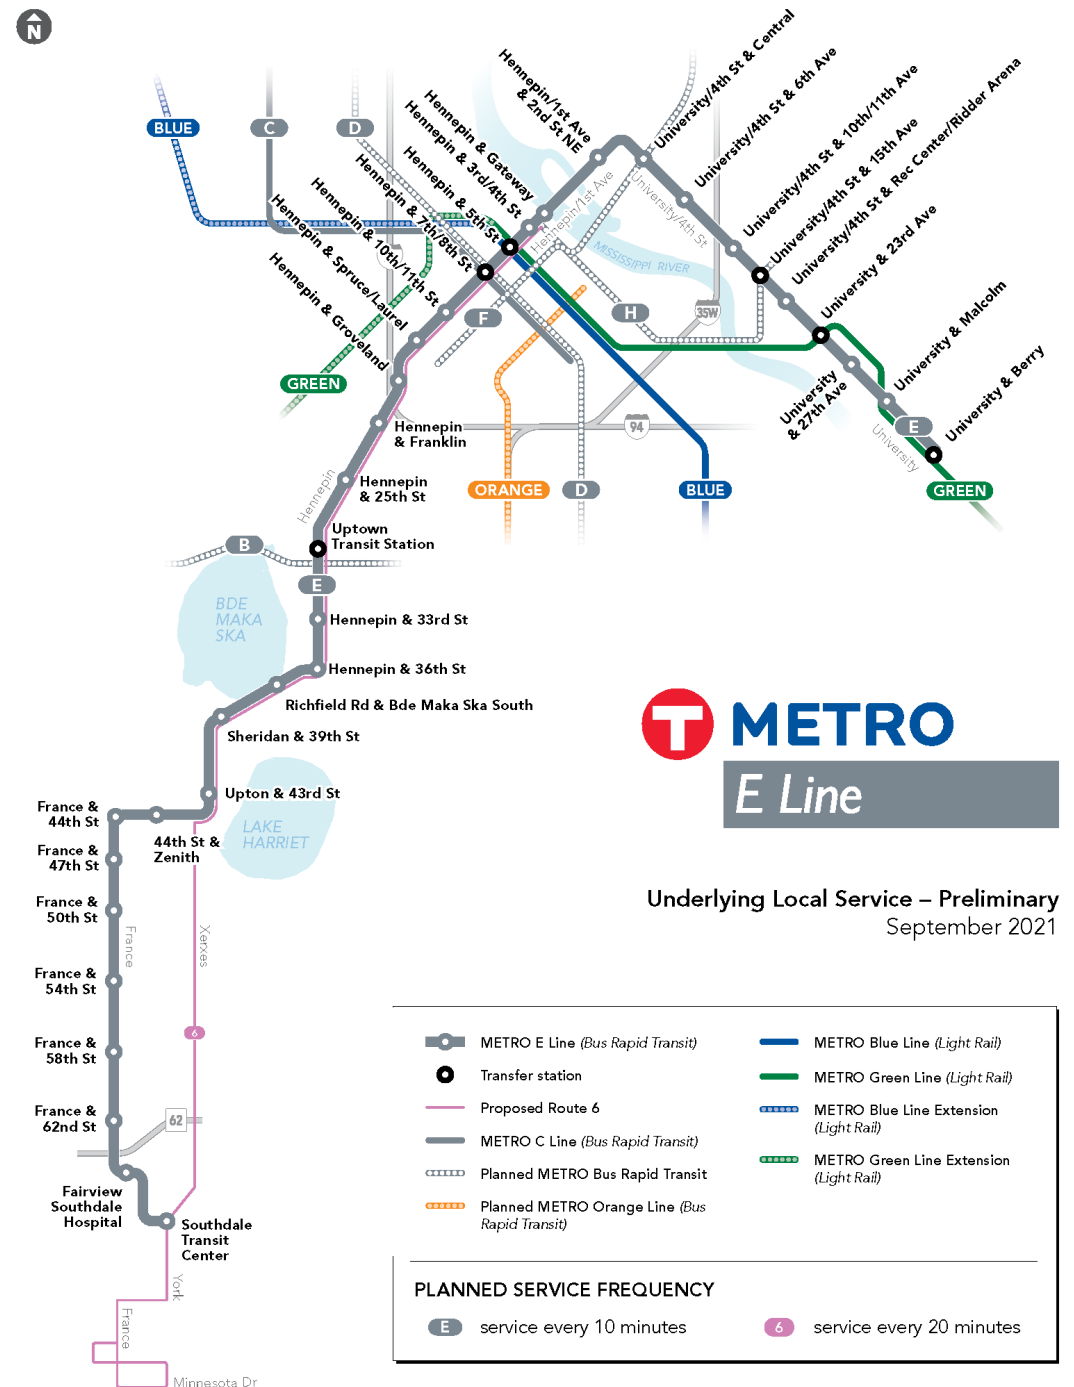 N
BLUE
C
D
Hennepin/1st Ave
& 2nd St NE
Hennepin & Gateway
Hennepin & 3rd/4th St
Hennepin & 5th St
Hennepin & 7th/8th St
Hennepin & 10th/11th St
Hennepin & Spruce/Laurel
Hennepin & Groveland
University/4th St & Central
University/4th St & 6th Ave
University/4th St & 10th/11th Ave
University/4th St & 15th Ave
University/4th St & Rec Center/Ridder Arena
University & 23rd Ave
University & Malcolm
University & Berry
University
& 27th Ave
Hennepin/1st Ave
University/4th St
MISSISSIPPI RIVER
35W
H
F
GREEN
94
E
University
ORANGE
D
BLUE
GREEN
Hennepin
& Franklin
Hennepin
Hennepin
& 25th St
Uptown
Transit Station
B
E
BDE
MAKA
SKA
Hennepin & 33rd St
Hennepin & 36th St
Richfield Rd & Bde Maka Ska South
Sheridan & 39th St
Upton & 43rd St
LAKE
HARRIET
44th St &
Zenith
France &
44th St
France &
47th St
France &
50th St
France
Xerxes
France &
54th St
6
France &
58th St
France &
62nd St
62
Fairview
Southdale
Hospital
Southdale
Transit
Center
York
France
Minnesota Dr
T METRO
E Line
Underlying Local Service – Preliminary
September 2021
METRO E Line (Bus Rapid Transit)
Transfer station
Proposed Route 6
METRO C Line (Bus Rapid Transit)
Planned METRO Bus Rapid Transit
Planned METRO Orange Line (Bus
Rapid Transit)
METRO Blue Line (Light Rail)
METRO Green Line (Light Rail)
METRO Blue Line Extension
(Light Rail)
METRO Green Line Extension
(Light Rail)
PLANNED SERVICE FREQUENCY
E service every 10 minutes
6 service every 20 minutes